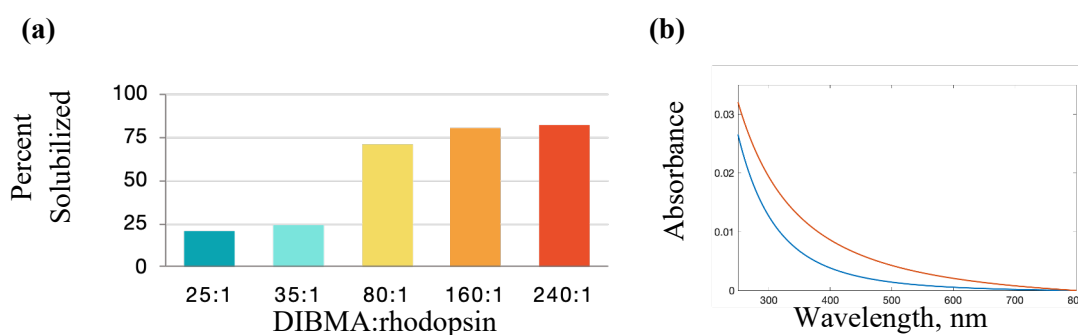 (a)
Percent
Solubilized
100
75
50
25
0
25:1 35:1 80:1 160:1 240:1
DIBMA:rhodopsin
(b)
Absorbance
0.03
0.02
0.01
0
300 400 500 600 700 80
Wavelength, nm